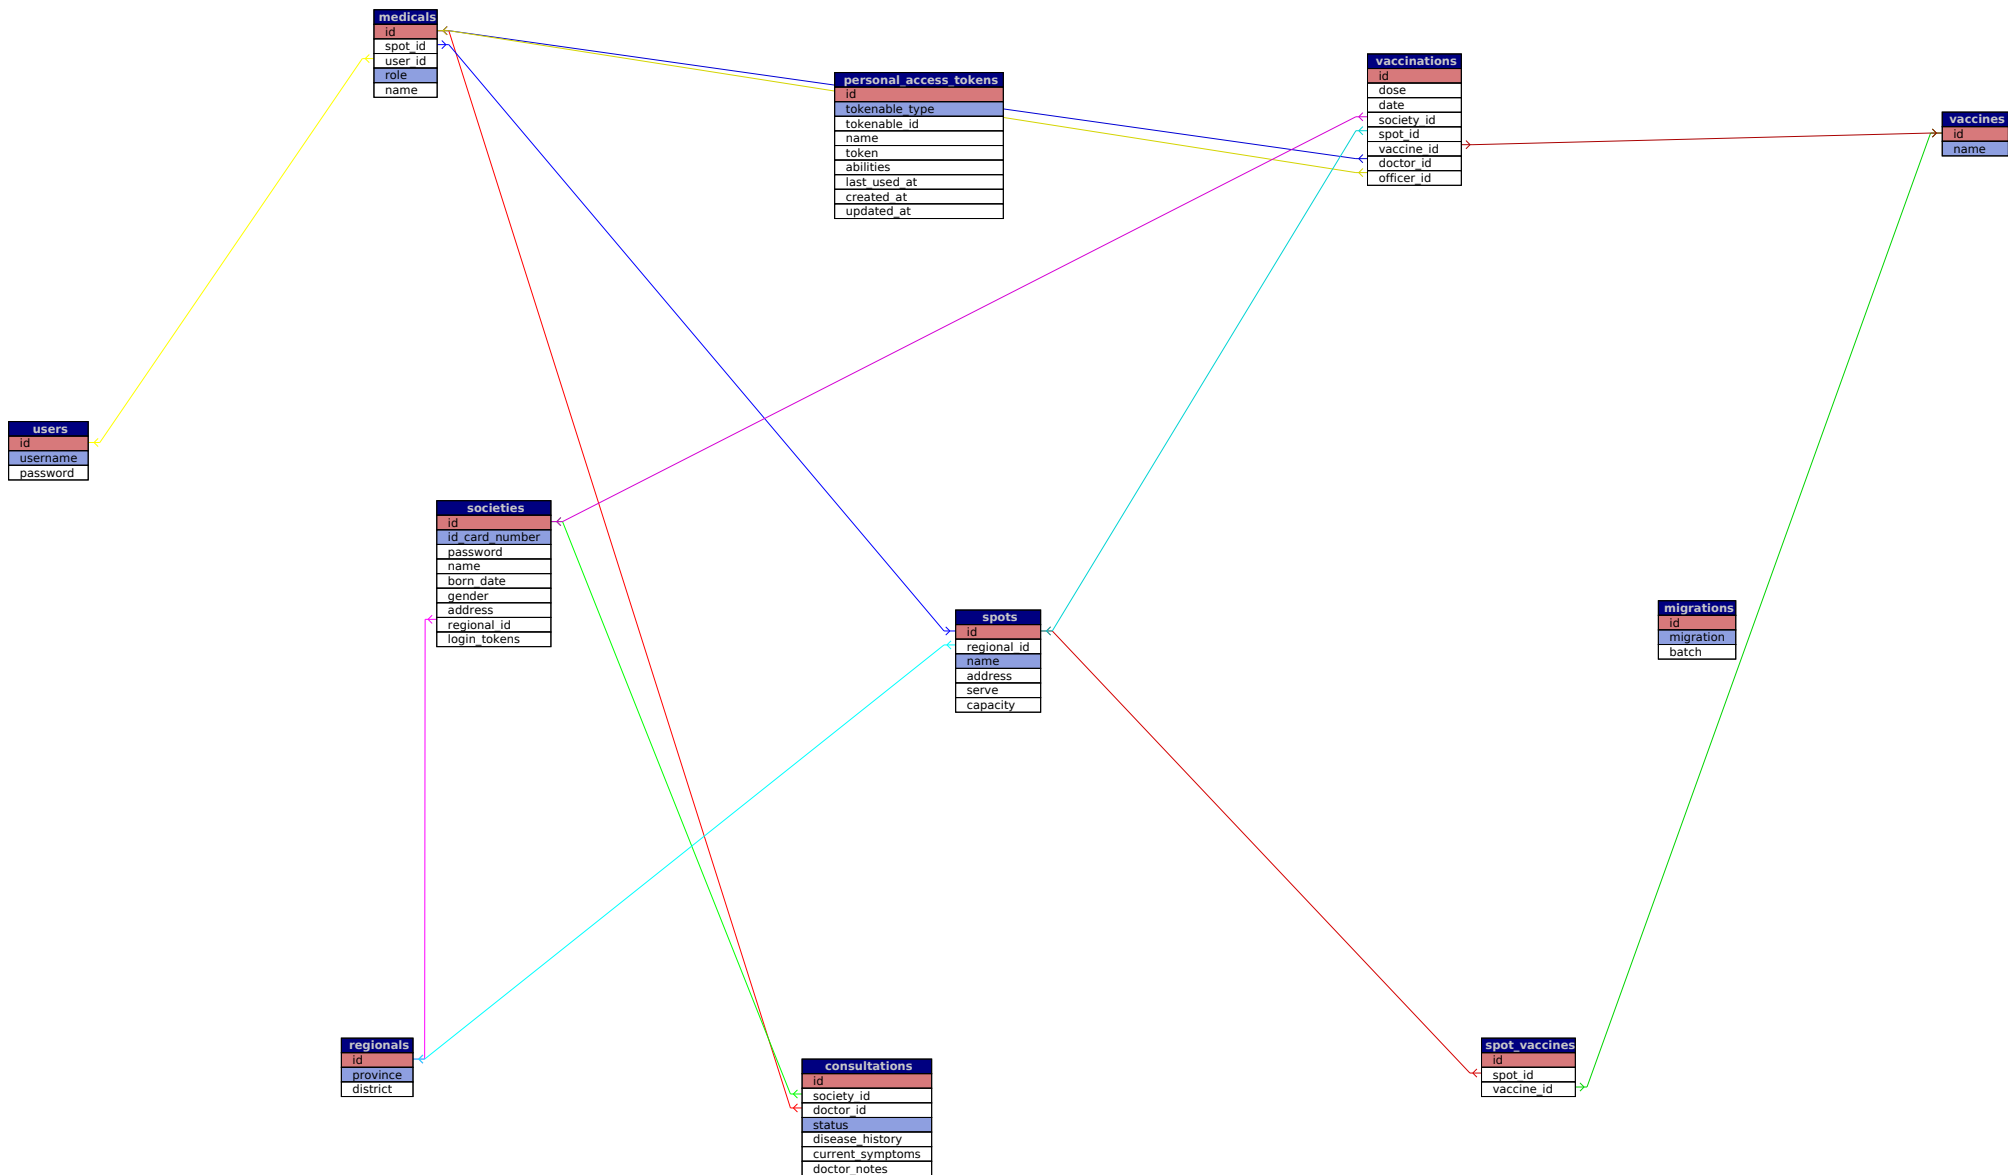 medicals
id
spot_id
user_id
role
name
personal_access_tokens
id
tokenable_type
tokenable_id
name
token
abilities
last_used_at
created_at
updated_at
vaccinations
id
dose
date
society_id
spot_id
vaccine_id
doctor_id
officer_id
vaccines
id
name
users
id
username
password
societies
id
id_card_number
password
name
born_date
gender
address
regional_id
login_tokens
spots
id
regional_id
name
address
serve
capacity
migrations
id
migration
batch
regionals
id
province
district
consultations
id
society_id
doctor_id
status
disease_history
current_symptoms
doctor_notes
spot_vaccines
id
spot_id
vaccine_id